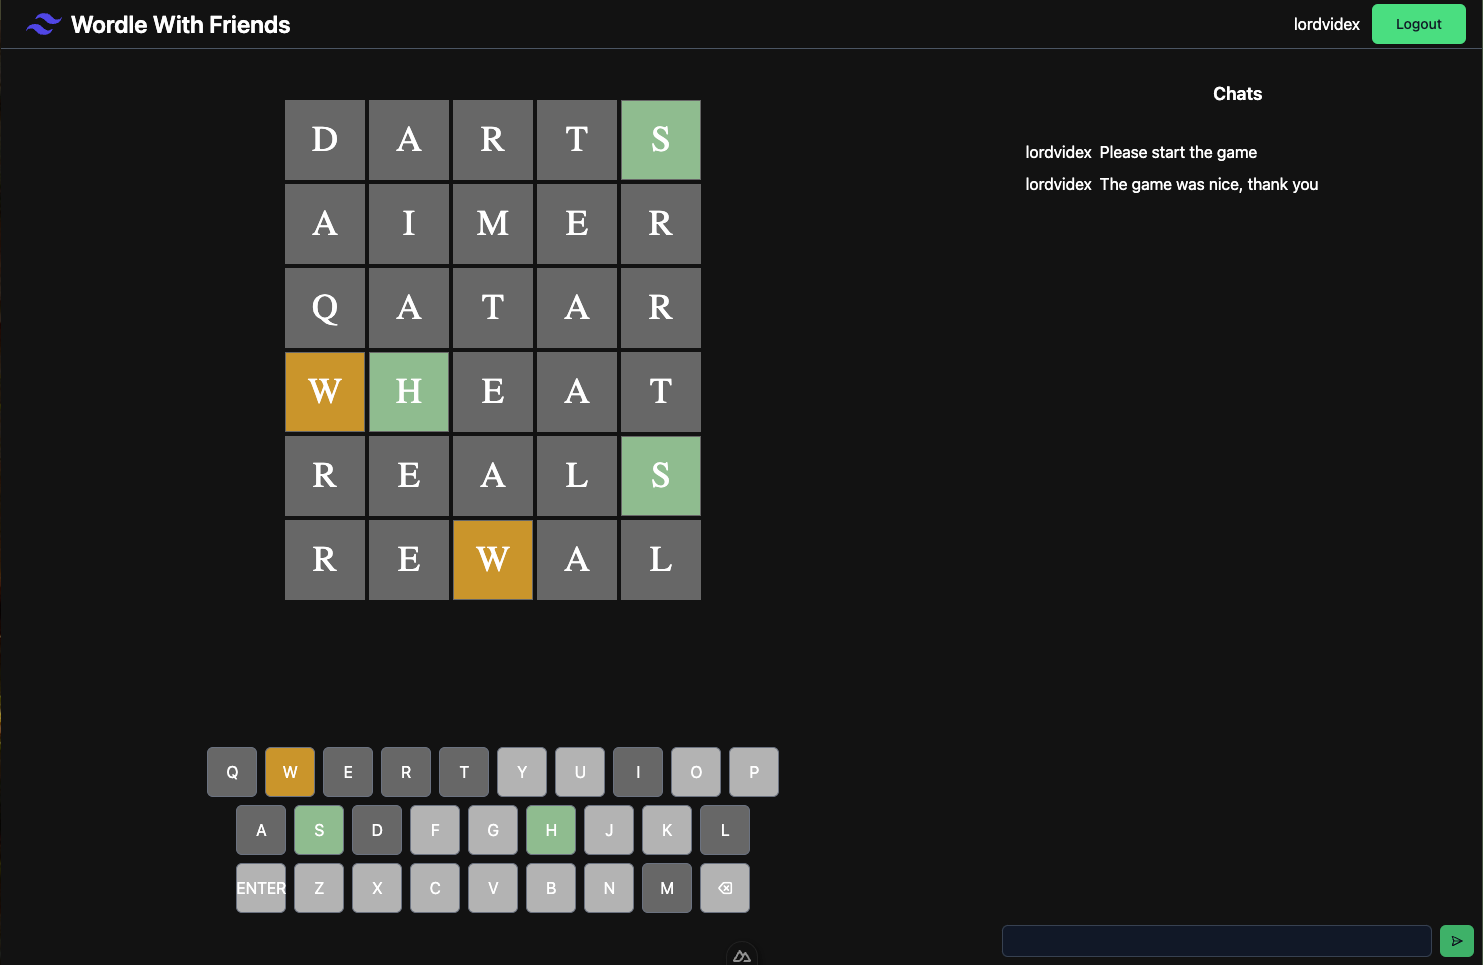 Wordle With Friends
lordvidex
Logout
D A R T S
A I M E R
Q A T A R
W H E A T
R E A L S
R E W A L
Chats
lordvidex Please start the game
lordvidex The game was nice, thank you
Q W E R T Y U I O P
A S D F G H J K L
ENTER Z X C V B N M